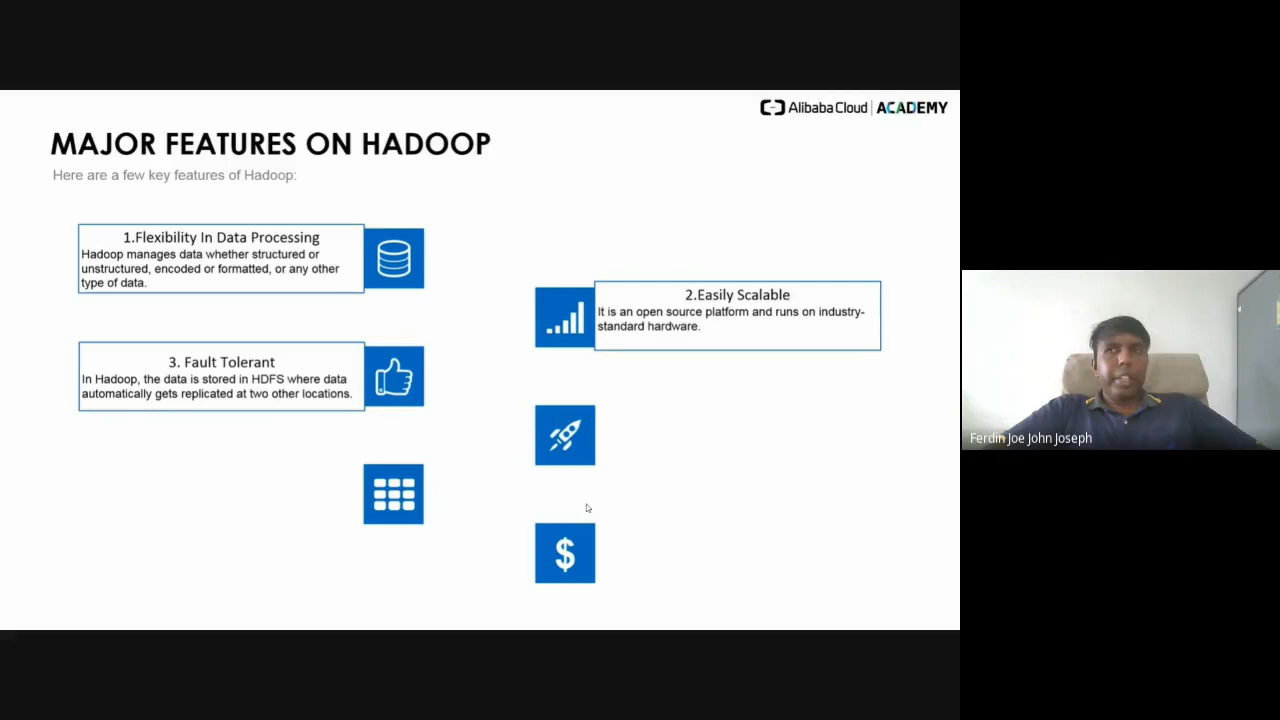 Alibaba Cloud | ACADEMY
MAJOR FEATURES ON HADOOP
Here are a few key features of Hadoop:
1.Flexibility In Data Processing
Hadoop manages data whether structured or
unstructured, encoded or formatted, or any other
type of data.
2.Easily Scalable
It is an open source platform and runs on industry-
standard hardware.
3. Fault Tolerant
In Hadoop, the data is stored in HDFS where data
automatically gets replicated at two other locations.
$
Ferdin Joe John Joseph